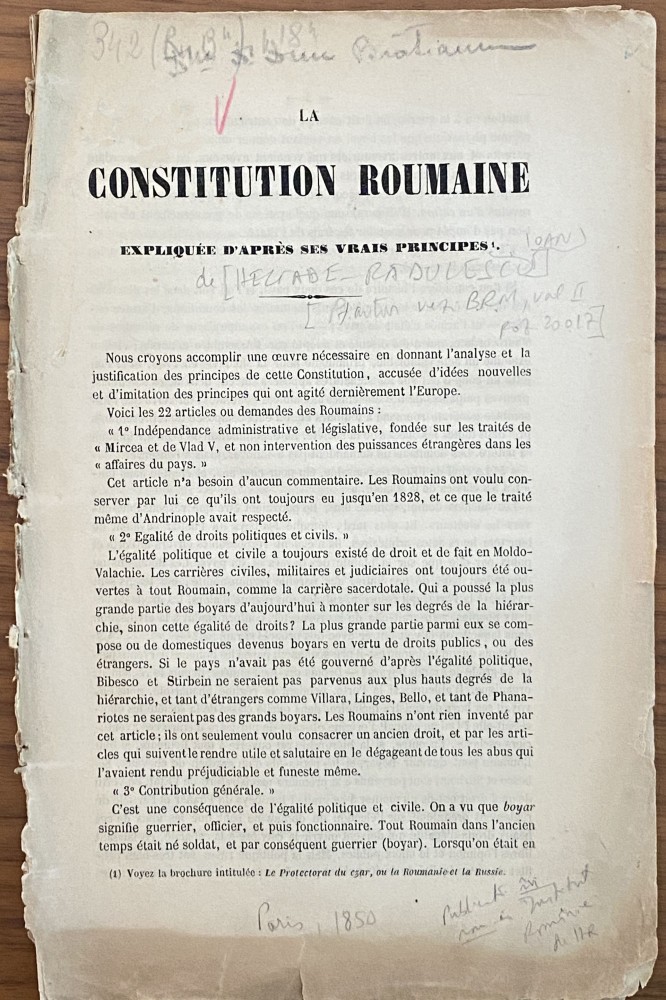 342 (
Brătianu
LA
CONSTITUTION ROUMAINE
EXPLIQUÉE D'APRÈS SES VRAIS PRINCIPES¹.
de [HELIADE RADULESCU (IOAN)]
B.R.M., vol II
poz 20017]
Nous croyons accomplir une œuvre nécessaire en donnant l'analyse et la
justification des principes de cette Constitution, accusée d'idées nouvelles
et d'imitation des principes qui ont agité dernièrement l'Europe.
Voici les 22 articles ou demandes des Roumains :
« 1° Indépendance administrative et législative, fondée sur les traités de
« Mircea et de Vlad V, et non intervention des puissances étrangères dans les
« affaires du pays. »
Cet article n'a besoin d'aucun commentaire. Les Roumains ont voulu con-
server par lui ce qu'ils ont toujours eu jusqu'en 1828, et ce que le traité
même d'Andrinople avait respecté.
« 2° Egalité de droits politiques et civils. »
L'égalité politique et civile a toujours existé de droit et de fait en Moldo-
Valachie. Les carrières civiles, militaires et judiciaires ont toujours été ou-
vertes à tout Roumain, comme la carrière sacerdotale. Qui a poussé la plus
grande partie des boyars d'aujourd'hui à monter sur les degrés de la hiérar-
chie, sinon cette égalité de droits? La plus grande partie parmi eux se com-
pose ou de domestiques devenus boyars en vertu de droits publics, ou des
étrangers. Si le pays n'avait pas été gouverné d'après l'égalité politique,
Bibesco et Stirbein ne seraient pas parvenus aux plus hauts degrés de la
hiérarchie, et tant d'étrangers comme Villara, Linges, Bello, et tant de Phana-
riotes ne seraient pas des grands boyars. Les Roumains n'ont rien inventé par
cet article; ils ont seulement voulu consacrer un ancien droit, et par les arti-
cles qui suivent le rendre utile et salutaire en le dégageant de tous les abus qui
l'avaient rendu préjudiciable et funeste même.
« 3° Contribution générale. »
C'est une conséquence de l'égalité politique et civile. On a vu que boyar
signifie guerrier, officier, et puis fonctionnaire. Tout Roumain dans l'ancien
temps était né soldat, et par conséquent guerrier (boyar). Lorsqu'on était en
(1) Voyez la brochure intitulée : Le Protectorat du czar, ou la Roumanie et la Russie.
Paris, 1850